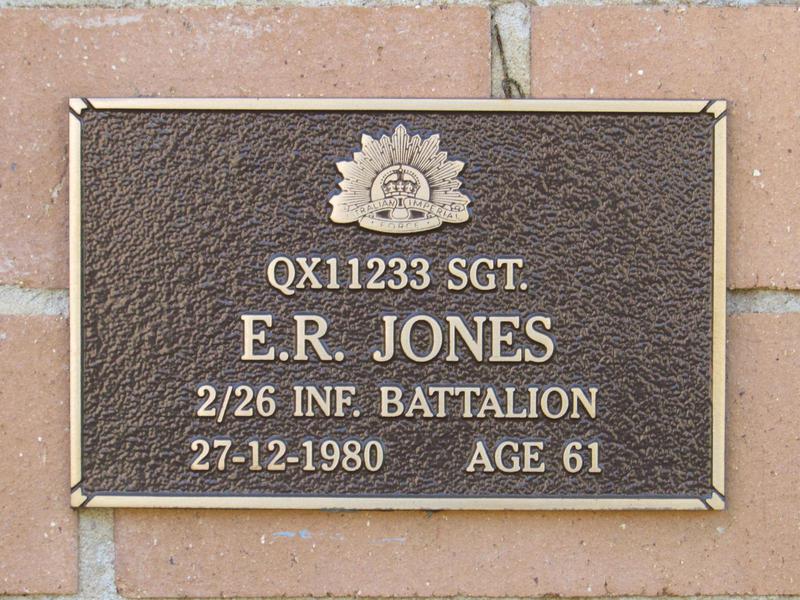 AUSTRALIAN IMPERIAL
FORCE
QX11233 SGT.
E.R. JONES
2/26 INF. BATTALION
27-12-1980 AGE 61